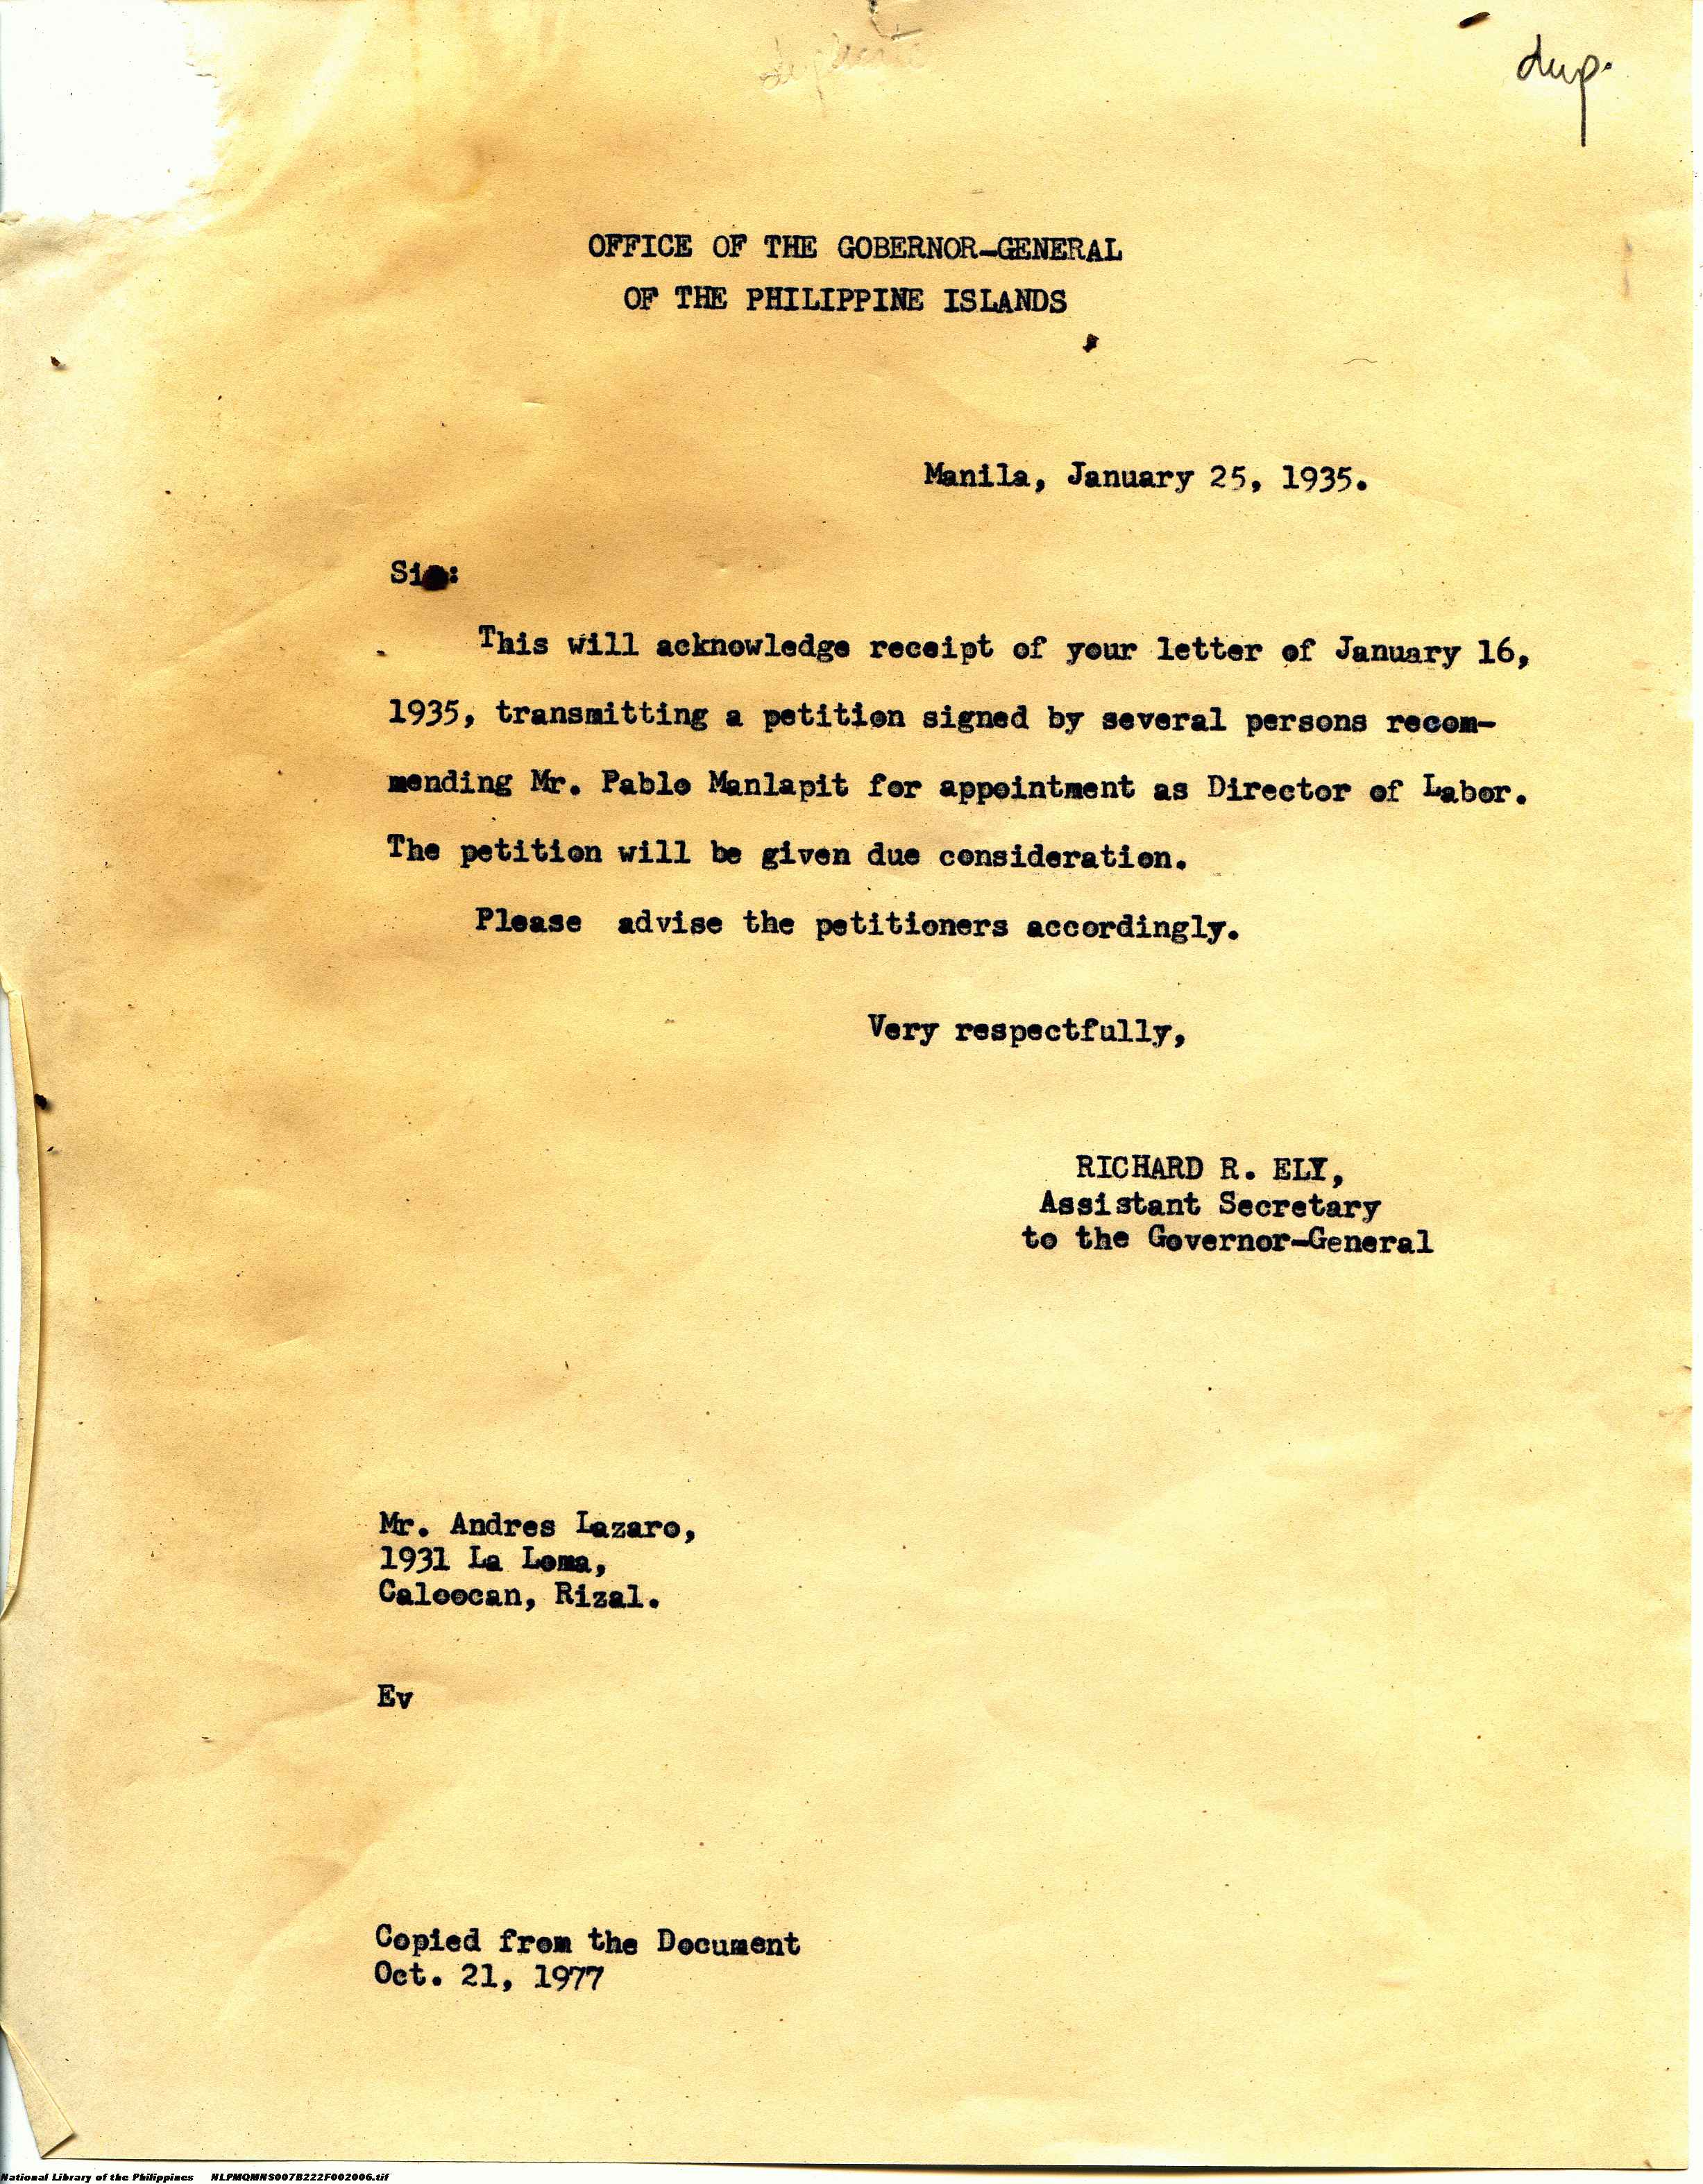 dup.
OFFICE OF THE GOBERNOR-GENERAL
OF THE PHILIPPINE ISLANDS
Manila, January 25, 1935.
Sir:
This will acknowledge receipt of your letter of January 16,
1935, transmitting a petition signed by several persons recom-
mending Mr. Pablo Manlapit for appointment as Director of Labor.
The petition will be given due consideration.
Please advise the petitioners accordingly.
Very respectfully,
RICHARD R. ELY,
Assistant Secretary
to the Governor-General
Mr. Andres Lazaro,
1931 La Loma,
Caloocan, Rizal.
Ev
Copied from the Document
Oct. 21, 1977
National Library of the Philippines NLPMQMNS007B222F002006.tif